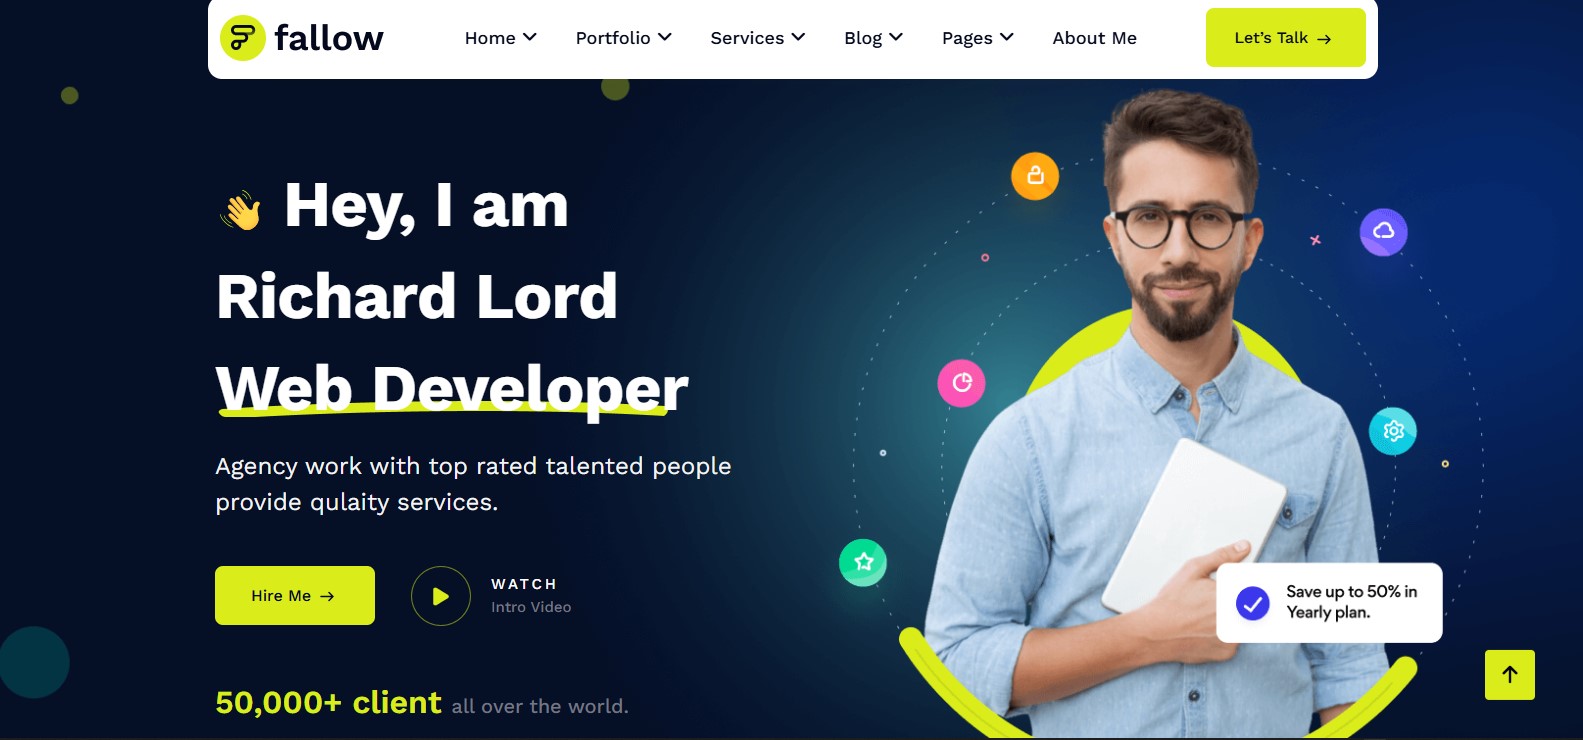 fallow
Home
Portfolio
Services
Blog
Pages
About Me
Let's Talk →
Hey, I am
Richard Lord
Web Developer
Agency work with top rated talented people
provide qulaity services.
Hire Me →
WATCH
Intro Video
Save up to 50% in
Yearly plan.
50,000+ client all over the world.